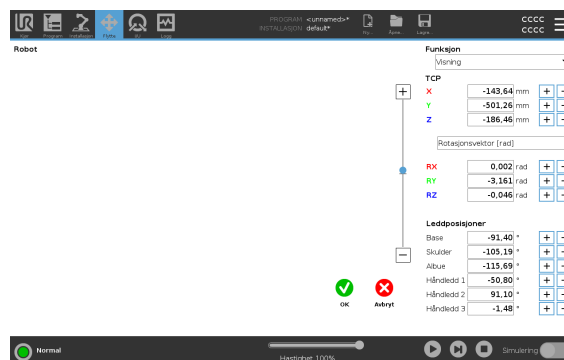 PROGRAM <unnamed>*
INSTALLASJON default*
CCCC
CCCC
Kjør
Program
Installasjon
Flytte
I/U
Logg
Ny...
Åpne...
Lagre...
Robot
Funksjon
Visning
TCP
X -143,64 mm + -
Y -501,26 mm + -
Z -186,46 mm + -
Rotasjonsvektor [rad]
RX 0,002 rad + -
RY -3,161 rad + -
RZ -0,046 rad + -
Leddposisjoner
Base -91,40 ° + -
Skulder -105,19 ° + -
Albue -115,69 ° + -
Håndledd 1 -50,80 ° + -
Håndledd 2 91,10 ° + -
Håndledd 3 -1,48 ° + -
OK
Avbryt
Normal
Hastighet 100%
Simulering